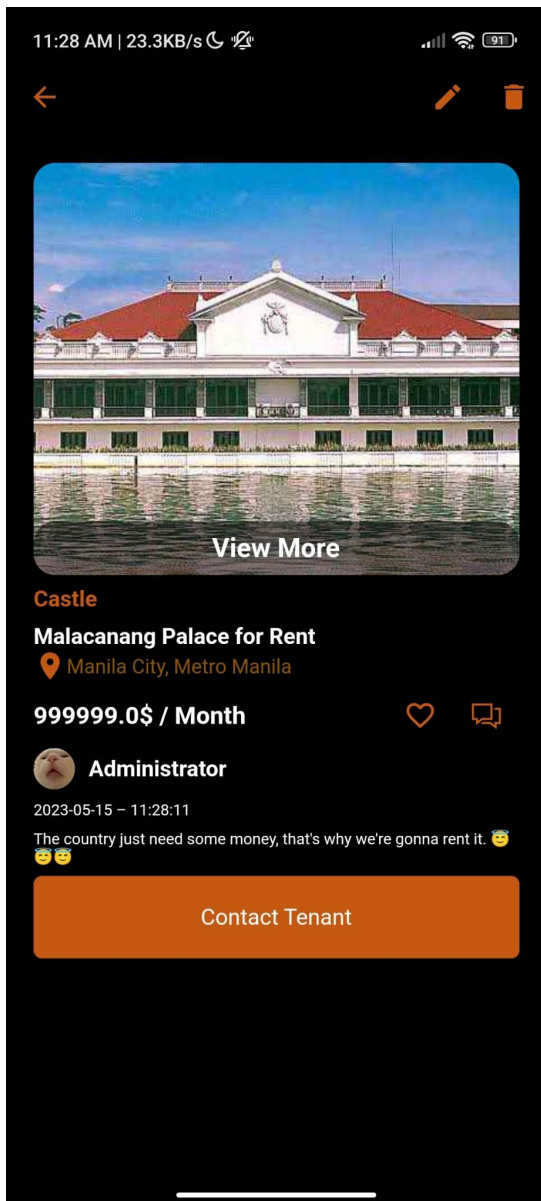 11:28 AM | 23.3KB/s
91
View More
Castle
Malacanang Palace for Rent
Manila City, Metro Manila
999999.0$ / Month
Administrator
2023-05-15 – 11:28:11
The country just need some money, that's why we're gonna rent it. 😇
😇😇
Contact Tenant